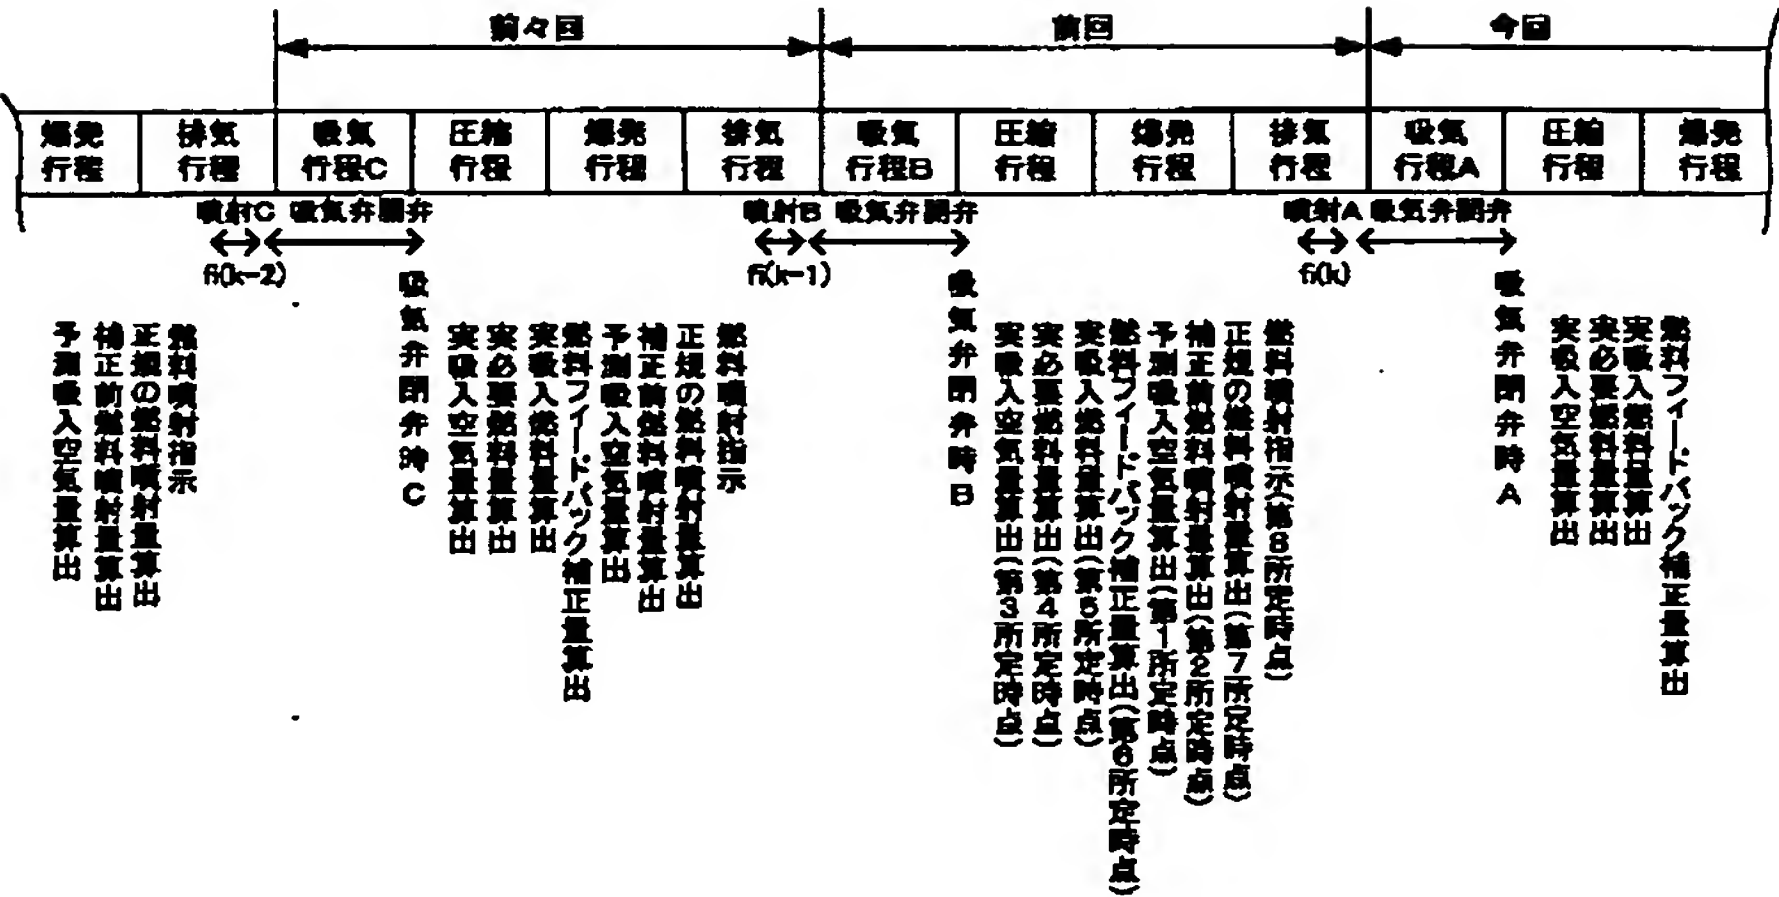 前々回
前回
今回
爆発行程
排気行程
吸気行程C
圧縮行程
爆発行程
排気行程
吸気行程B
圧縮行程
爆発行程
排気行程
吸気行程A
圧縮行程
爆発行程
噴射C 吸気弁開弁
噴射B 吸気弁開弁
噴射A 吸気弁開弁
fi(k-2)
fi(k-1)
fi(k)
予測吸入空気量算出
補正前燃料噴射量算出
正規の燃料噴射量算出
燃料噴射指示
吸気弁閉弁時C
実吸入空気量算出
実必要燃料量算出
実吸入燃料量算出
燃料フィードバック補正量算出
予測吸入空気量算出
補正前燃料噴射量算出
正規の燃料噴射量算出
燃料噴射指示
吸気弁閉弁時B
実吸入空気量算出(第3所定時点)
実必要燃料量算出(第4所定時点)
実吸入燃料量算出(第5所定時点)
燃料フィードバック補正量算出(第6所定時点)
予測吸入空気量算出(第1所定時点)
補正前燃料噴射量算出(第2所定時点)
正規の燃料噴射量算出(第7所定時点)
燃料噴射指示(第8所定時点)
吸気弁閉弁時A
実吸入空気量算出
実必要燃料量算出
実吸入燃料量算出
燃料フィードバック補正量算出